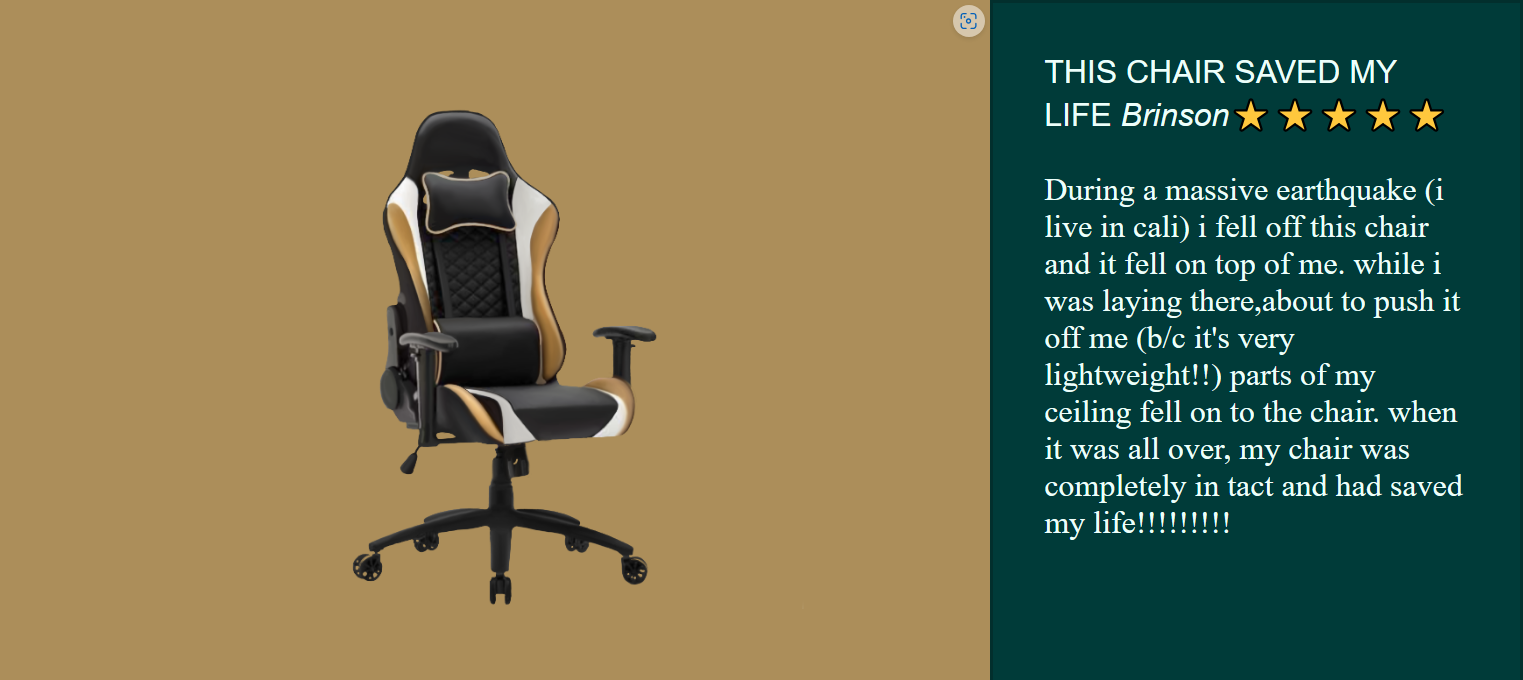 THIS CHAIR SAVED MY
LIFE Brinson
During a massive earthquake (i
live in cali) i fell off this chair
and it fell on top of me. while i
was laying there,about to push it
off me (b/c it's very
lightweight!!) parts of my
ceiling fell on to the chair. when
it was all over, my chair was
completely in tact and had saved
my life!!!!!!!!!